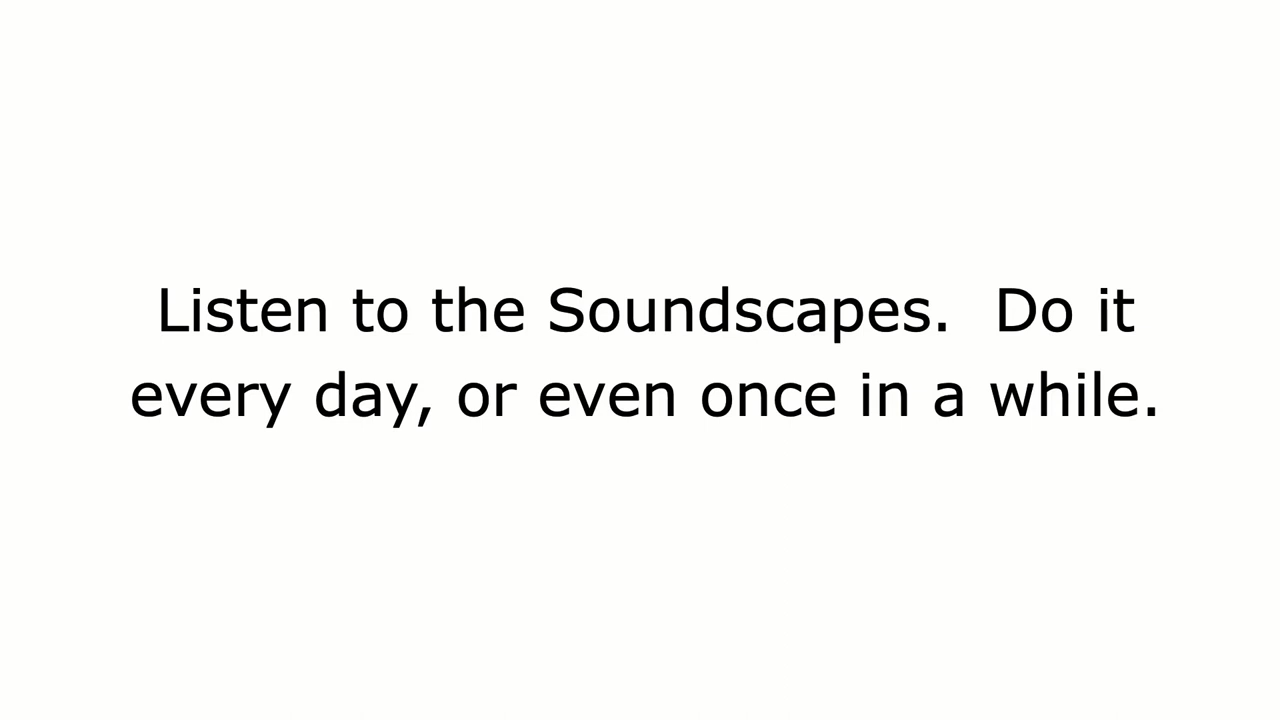 Listen to the Soundscapes.  Do it
every day, or even once in a while.